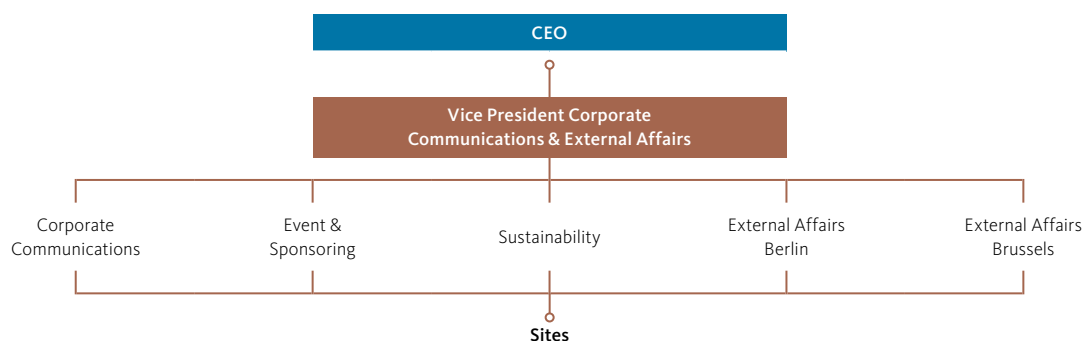 CEO
Vice President Corporate
Communications & External Affairs
Corporate
Communications
Event &
Sponsoring
Sustainability
External Affairs
Berlin
External Affairs
Brussels
Sites